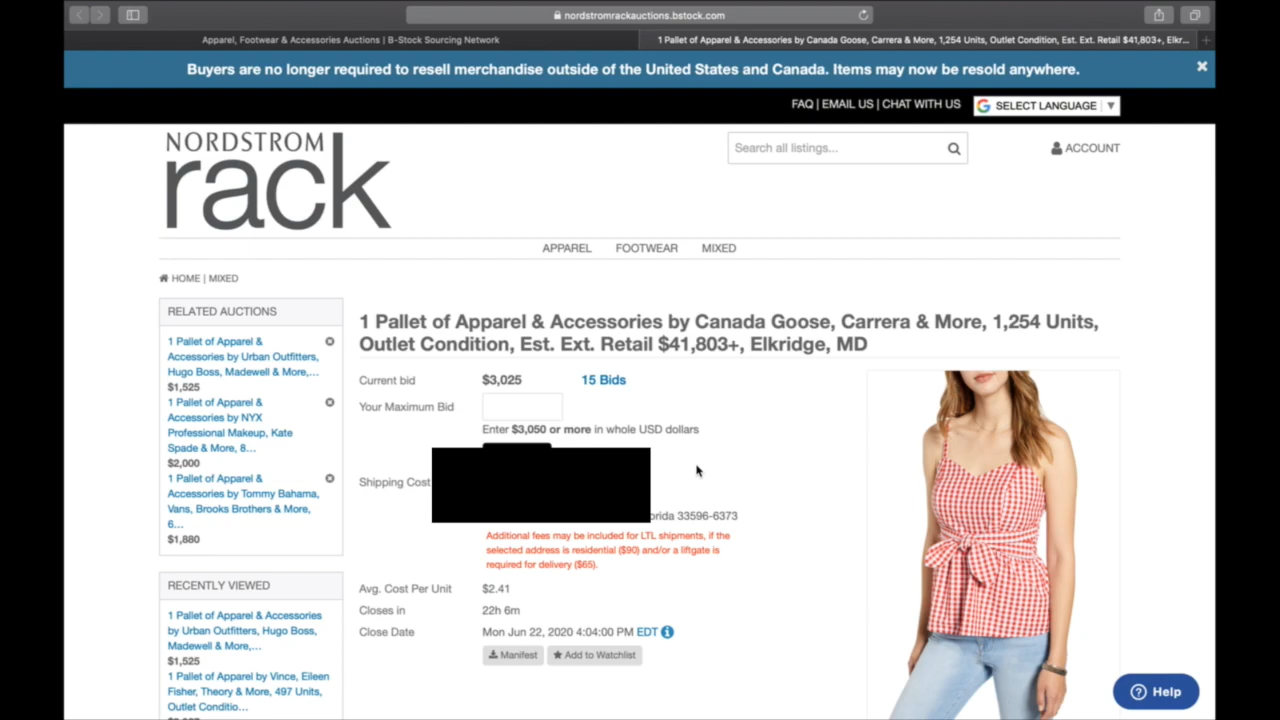 nordstromrackauctions.bstock.com
Apparel, Footwear & Accessories Auctions | B-Stock Sourcing Network
1 Pallet of Apparel & Accessories by Canada Goose, Carrera & More, 1,254 Units, Outlet Condition, Est. Ext. Retail $41,803+, Elkr...
Buyers are no longer required to resell merchandise outside of the United States and Canada. Items may now be resold anywhere.
FAQ | EMAIL US | CHAT WITH US
SELECT LANGUAGE
NORDSTROM
rack
Search all listings...
ACCOUNT
APPAREL FOOTWEAR MIXED
HOME | MIXED
RELATED AUCTIONS
1 Pallet of Apparel &
Accessories by Urban Outfitters,
Hugo Boss, Madewell & More,...
$1,525
1 Pallet of Apparel &
Accessories by NYX
Professional Makeup, Kate
Spade & More, 8...
$2,000
1 Pallet of Apparel &
Accessories by Tommy Bahama,
Vans, Brooks Brothers & More,
6...
$1,880
RECENTLY VIEWED
1 Pallet of Apparel & Accessories
by Urban Outfitters, Hugo Boss,
Madewell & More,...
$1,525
1 Pallet of Apparel by Vince, Eileen
Fisher, Theory & More, 497 Units,
Outlet Conditio...
1 Pallet of Apparel & Accessories by Canada Goose, Carrera & More, 1,254 Units,
Outlet Condition, Est. Ext. Retail $41,803+, Elkridge, MD
Current bid $3,025 15 Bids
Your Maximum Bid
Enter $3,050 or more in whole USD dollars
Shipping Cost
orida 33596-6373
Additional fees may be included for LTL shipments, if the
selected address is residential ($90) and/or a liftgate is
required for delivery ($65).
Avg. Cost Per Unit $2.41
Closes in 22h 6m
Close Date Mon Jun 22, 2020 4:04:00 PM EDT
Manifest Add to Watchlist
Help